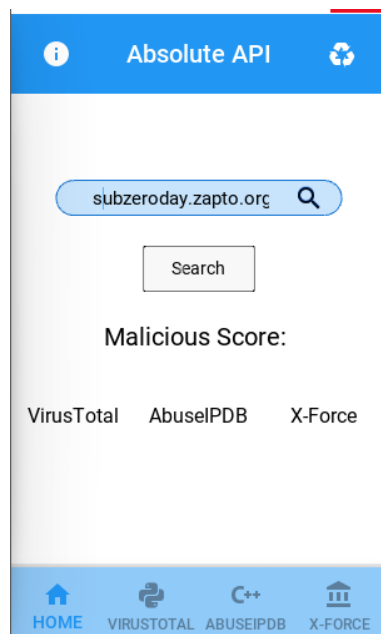 Absolute API
subzeroday.zapto.org
Search
Malicious Score:
VirusTotal AbuseIPDB X-Force
C++
HOME VIRUSTOTAL ABUSEIPDB X-FORCE